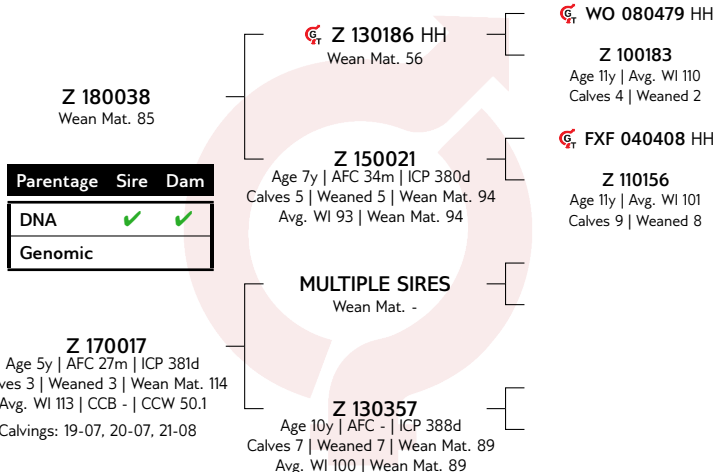 WO 080479 HH
Z 130186 HH
Wean Mat. 56
Z 100183
Age 11y | Avg. WI 110
Calves 4 | Weaned 2
Z 180038
Wean Mat. 85
FXF 040408 HH
Z 150021
Age 7y | AFC 34m | ICP 380d
Calves 5 | Weaned 5 | Wean Mat. 94
Avg. WI 93 | Wean Mat. 94
Z 110156
Age 11y | Avg. WI 101
Calves 9 | Weaned 8
Parentage Sire Dam
DNA ✔ ✔
Genomic
MULTIPLE SIRES
Wean Mat. -
Z 170017
Age 5y | AFC 27m | ICP 381d
ves 3 | Weaned 3 | Wean Mat. 114
Avg. WI 113 | CCB - | CCW 50.1
Calvings: 19-07, 20-07, 21-08
Z 130357
Age 10y | AFC - | ICP 388d
Calves 7 | Weaned 7 | Wean Mat. 89
Avg. WI 100 | Wean Mat. 89